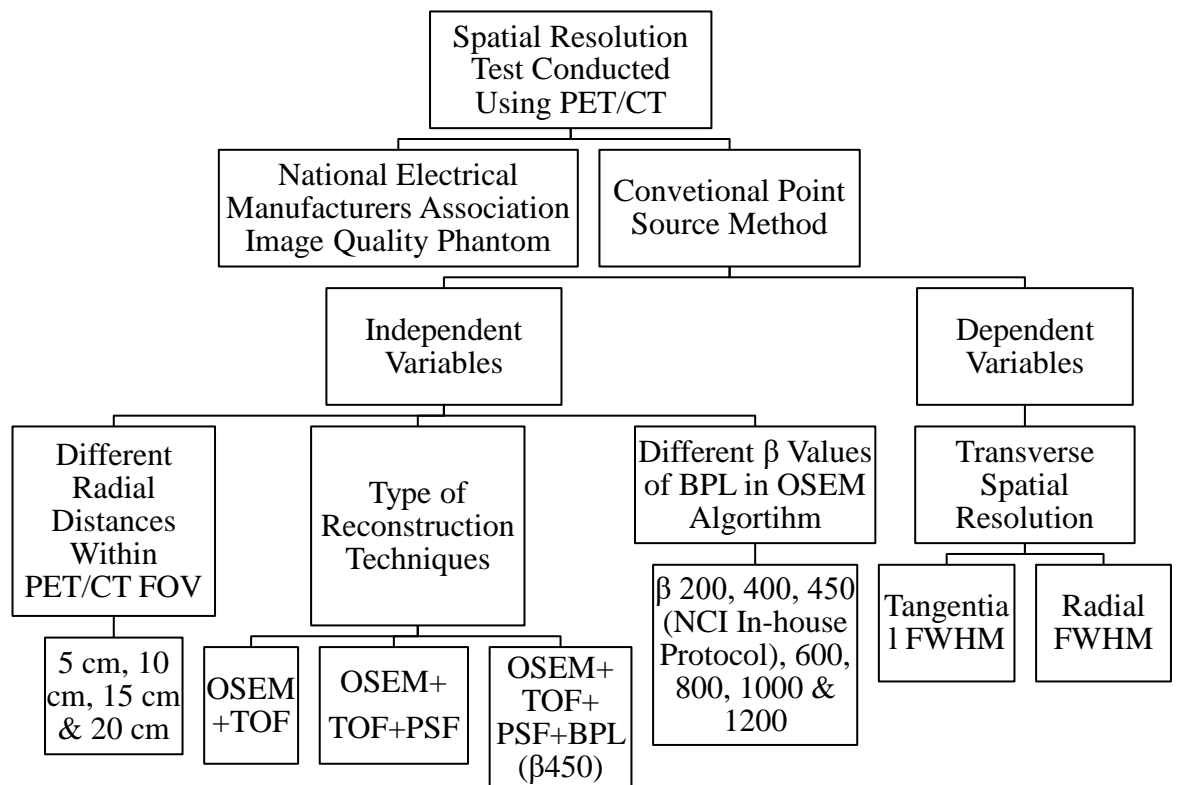 Spatial Resolution
Test Conducted
Using PET/CT
National Electrical
Manufacturers Association
Image Quality Phantom
Convetional Point
Source Method
Independent
Variables
Dependent
Variables
Different
Radial
Distances
Within
PET/CT FOV
Type of
Reconstruction
Techniques
Different β Values
of BPL in OSEM
Algortihm
Transverse
Spatial
Resolution
5 cm, 10
cm, 15 cm
& 20 cm
OSEM
+TOF
OSEM+
TOF+PSF
OSEM+
TOF+
PSF+BPL
(β450)
β 200, 400, 450
(NCI In-house
Protocol), 600,
800, 1000 &
1200
Tangentia
l FWHM
Radial
FWHM